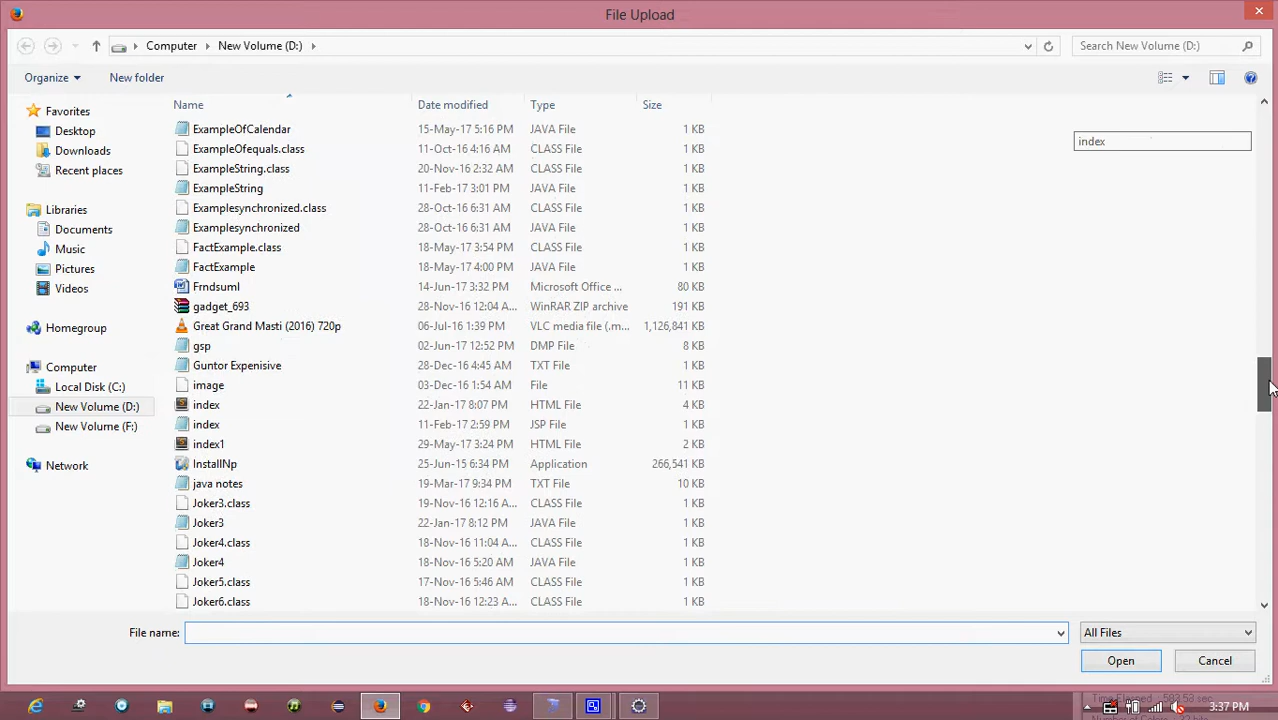 File Upload
Computer New Volume (D:)
Search New Volume (D:)
Organize
New folder
Favorites
Desktop
Downloads
Recent places
Libraries
Documents
Music
Pictures
Videos
Homegroup
Computer
Local Disk (C:)
New Volume (D:)
New Volume (F:)
Network
Name Date modified Type Size
ExampleOfCalendar 15-May-17 5:16 PM JAVA File 1 KB
ExampleOfequals.class 11-Oct-16 4:16 AM CLASS File 1 KB
ExampleString.class 20-Nov-16 2:32 AM CLASS File 1 KB
ExampleString 11-Feb-17 3:01 PM JAVA File 1 KB
Examplesynchronized.class 28-Oct-16 6:31 AM CLASS File 1 KB
Examplesynchronized 28-Oct-16 6:31 AM JAVA File 1 KB
FactExample.class 18-May-17 3:54 PM CLASS File 1 KB
FactExample 18-May-17 4:00 PM JAVA File 1 KB
Frndsuml 14-Jun-17 3:32 PM Microsoft Office ... 80 KB
gadget_693 28-Nov-16 12:04 A... WinRAR ZIP archive 191 KB
Great Grand Masti (2016) 720p 06-Jul-16 1:39 PM VLC media file (.m... 1,126,841 KB
gsp 02-Jun-17 12:52 PM DMP File 8 KB
Guntor Expenisive 28-Dec-16 4:45 AM TXT File 1 KB
image 03-Dec-16 1:54 AM File 11 KB
index 22-Jan-17 8:07 PM HTML File 4 KB
index 11-Feb-17 2:59 PM JSP File 1 KB
index1 29-May-17 3:24 PM HTML File 2 KB
InstallNp 25-Jun-15 6:34 PM Application 266,541 KB
java notes 19-Mar-17 9:34 PM TXT File 10 KB
Joker3.class 19-Nov-16 12:16 A... CLASS File 1 KB
Joker3 22-Jan-17 8:12 PM JAVA File 1 KB
Joker4.class 18-Nov-16 11:04 A... CLASS File 1 KB
Joker4 18-Nov-16 5:20 AM JAVA File 1 KB
Joker5.class 17-Nov-16 5:46 AM CLASS File 1 KB
Joker6.class 18-Nov-16 12:23 A... CLASS File 1 KB
index
File name:
All Files
Open
Cancel
Time Elapsed
3:37 PM